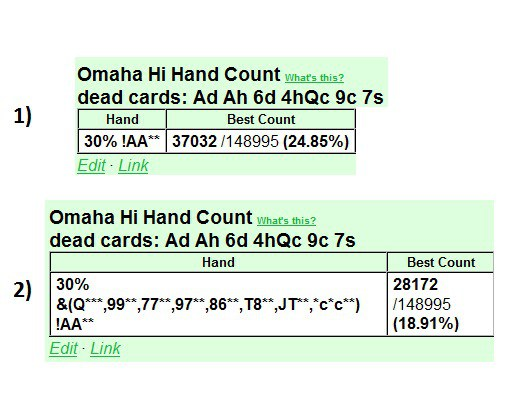 1)
Omaha Hi Hand Count What's this?
dead cards: Ad Ah 6d 4hQc 9c 7s
Hand Best Count
30% !AA** 37032 /148995 (24.85%)
Edit · Link
2)
Omaha Hi Hand Count What's this?
dead cards: Ad Ah 6d 4hQc 9c 7s
Hand Best Count
30% 28172
&(Q***,99**,77**,97**,86**,T8**,JT**,*c*c**) /148995
!AA** (18.91%)
Edit · Link